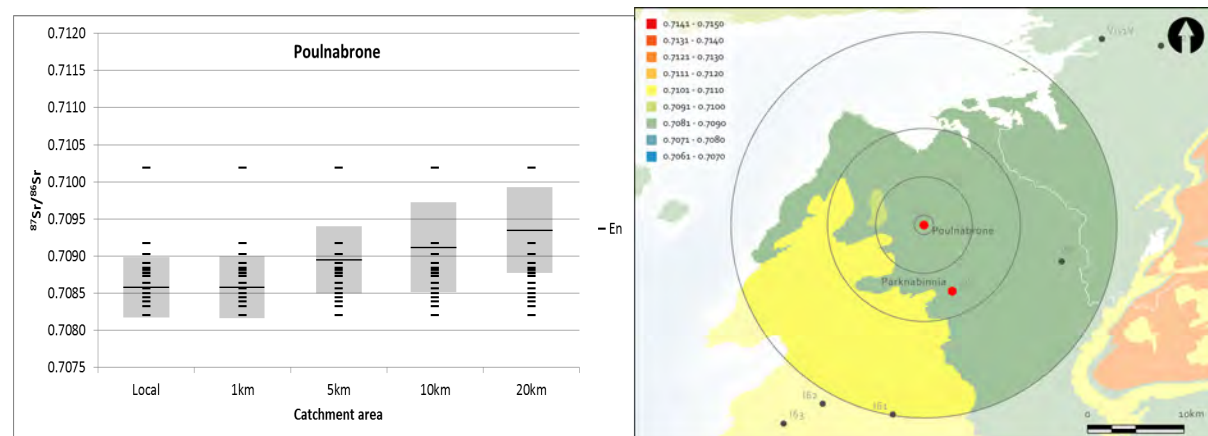 Poulnabrone
0.7120
0.7115
0.7110
0.7105
0.7100
0.7095
0.7090
0.7085
0.7080
0.7075
⁸⁷Sr/⁸⁶Sr
Local 1km 5km 10km 20km
Catchment area
En
0.7141 - 0.7150
0.7131 - 0.7140
0.7121 - 0.7130
0.7111 - 0.7120
0.7101 - 0.7110
0.7091 - 0.7100
0.7081 - 0.7090
0.7071 - 0.7080
0.7061 - 0.7070
Poulnabrone
Parknabinnia
I62
I61
I63
0 10km